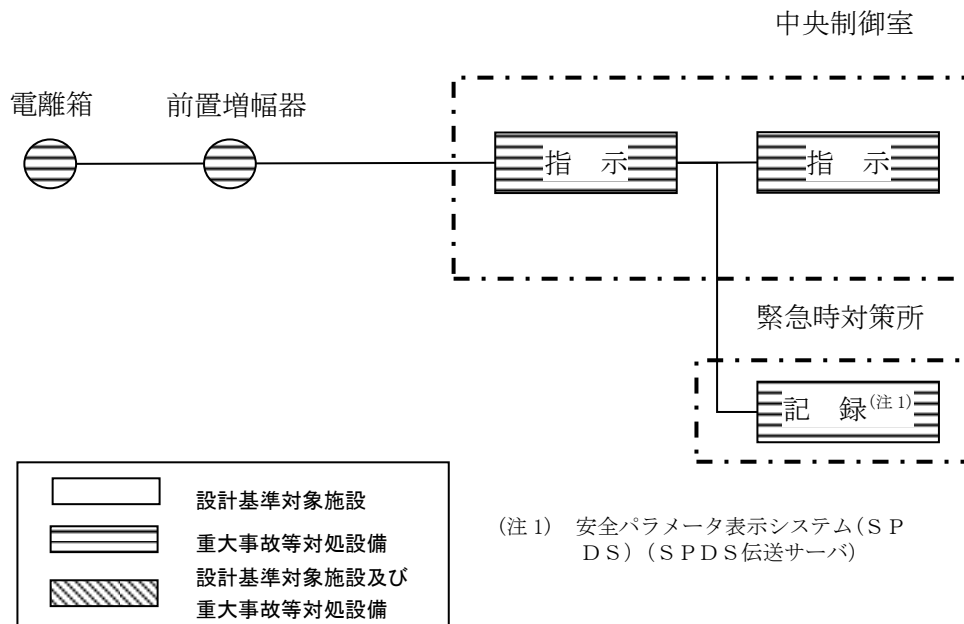 中央制御室
電離箱
前置増幅器
指　示
指　示
緊急時対策所
記　録(注1)
設計基準対象施設
重大事故等対処設備
設計基準対象施設及び
重大事故等対処設備
(注1)　安全パラメータ表示システム(ＳＰ
ＤＳ)(ＳＰＤＳ伝送サーバ)